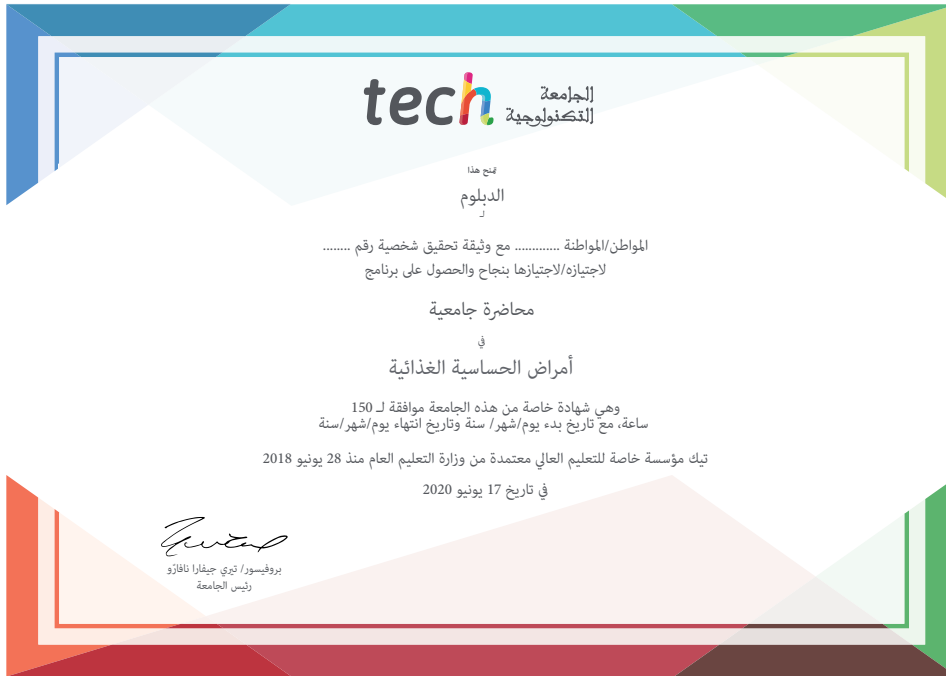 tech الجامعة
التكنولوجية
تمنح هذا
الدبلوم
لـ
المواطن/المواطنة ............. مع وثيقة تحقيق شخصية رقم ........
لاجتيازه/لاجتيازها بنجاح والحصول على برنامج
محاضرة جامعية
في
أمراض الحساسية الغذائية
وهي شهادة خاصة من هذه الجامعة موافقة لـ 150
ساعة، مع تاريخ بدء يوم/شهر/ سنة وتاريخ انتهاء يوم/شهر/سنة
تيك مؤسسة خاصة للتعليم العالي معتمدة من وزارة التعليم العام منذ 28 يونيو 2018
في تاريخ 17 يونيو 2020
بروفيسور/ تيري جيفارا نافارّو
رئيس الجامعة